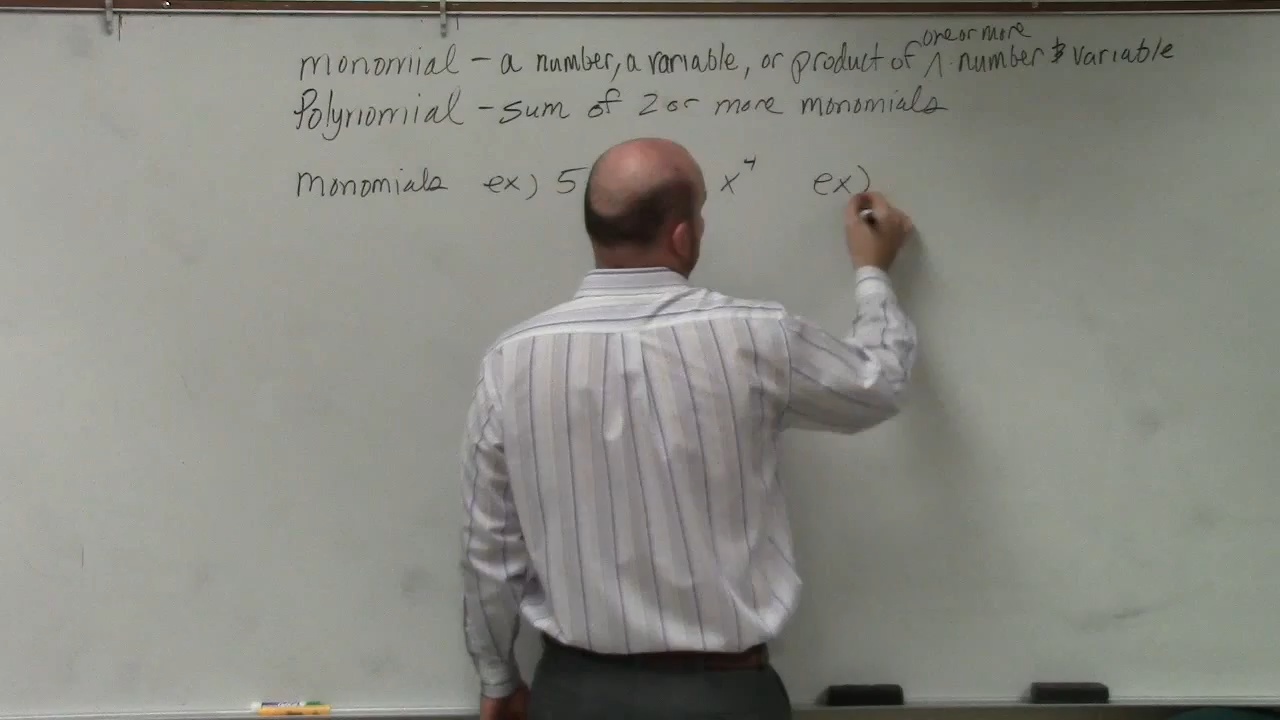 monomial - a number, a variable, or product of ^ one or more number & variable
Polynomial - sum of 2 or more monomials
monomials ex) 5 x⁴ ex)